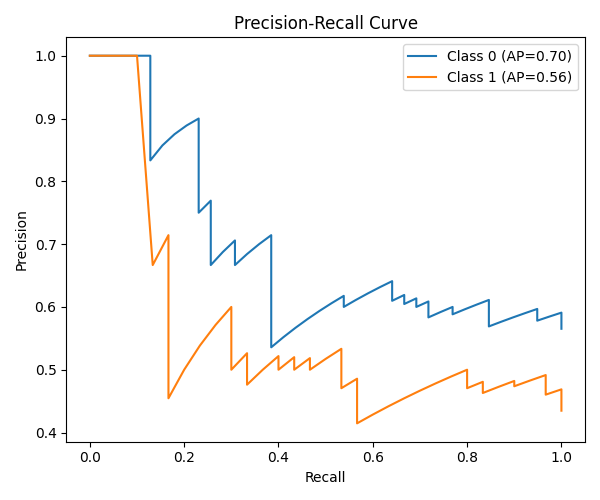 Precision-Recall Curve
Class 0 (AP=0.70)
Class 1 (AP=0.56)
Precision
1.0
0.9
0.8
0.7
0.6
0.5
0.4
0.0 0.2 0.4 0.6 0.8 1.0
Recall